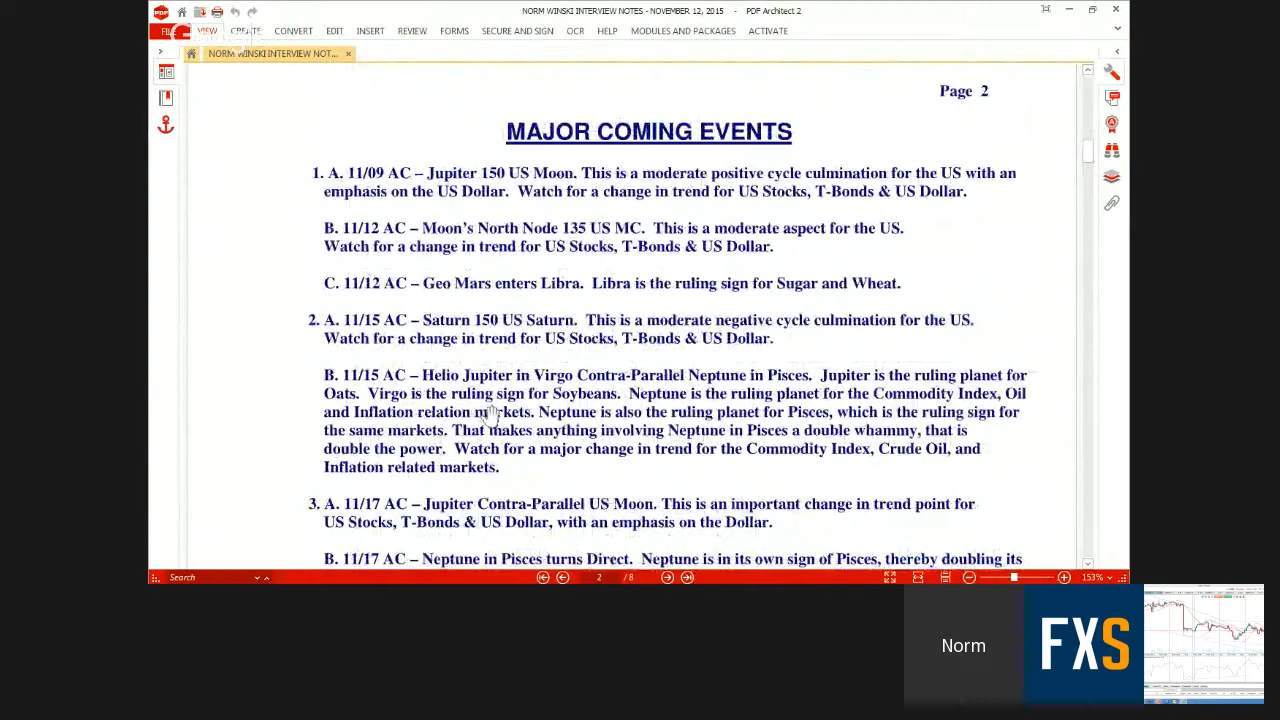 NORM WINSKI INTERVIEW NOTES - NOVEMBER 12, 2015 - PDF Architect 2
FILE VIEW CREATE CONVERT EDIT INSERT REVIEW FORMS SECURE AND SIGN OCR HELP MODULES AND PACKAGES ACTIVATE
NORM WINSKI INTERVIEW NOT... ×
Page 2
MAJOR COMING EVENTS
1. A. 11/09 AC – Jupiter 150 US Moon. This is a moderate positive cycle culmination for the US with an
emphasis on the US Dollar. Watch for a change in trend for US Stocks, T-Bonds & US Dollar.
B. 11/12 AC – Moon's North Node 135 US MC. This is a moderate aspect for the US.
Watch for a change in trend for US Stocks, T-Bonds & US Dollar.
C. 11/12 AC – Geo Mars enters Libra. Libra is the ruling sign for Sugar and Wheat.
2. A. 11/15 AC – Saturn 150 US Saturn. This is a moderate negative cycle culmination for the US.
Watch for a change in trend for US Stocks, T-Bonds & US Dollar.
B. 11/15 AC – Helio Jupiter in Virgo Contra-Parallel Neptune in Pisces. Jupiter is the ruling planet for
Oats. Virgo is the ruling sign for Soybeans. Neptune is the ruling planet for the Commodity Index, Oil
and Inflation relation markets. Neptune is also the ruling planet for Pisces, which is the ruling sign for
the same markets. That makes anything involving Neptune in Pisces a double whammy, that is
double the power. Watch for a major change in trend for the Commodity Index, Crude Oil, and
Inflation related markets.
3. A. 11/17 AC – Jupiter Contra-Parallel US Moon. This is an important change in trend point for
US Stocks, T-Bonds & US Dollar, with an emphasis on the Dollar.
B. 11/17 AC – Neptune in Pisces turns Direct. Neptune is in its own sign of Pisces, thereby doubling its
Search 2 / 8 153%
Norm
FXS